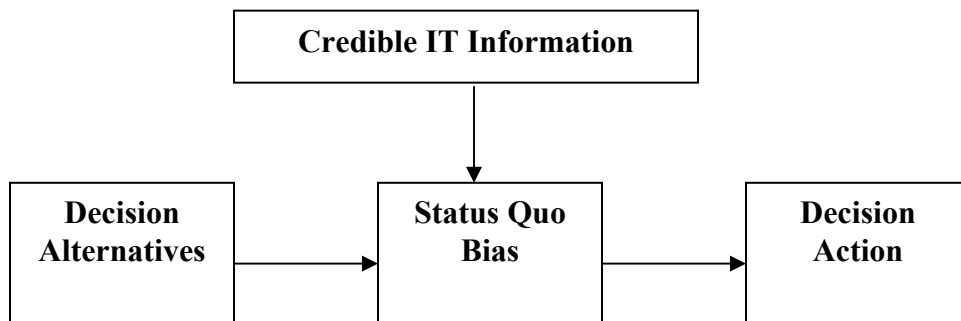 Credible IT Information
Decision
Alternatives
Status Quo
Bias
Decision
Action